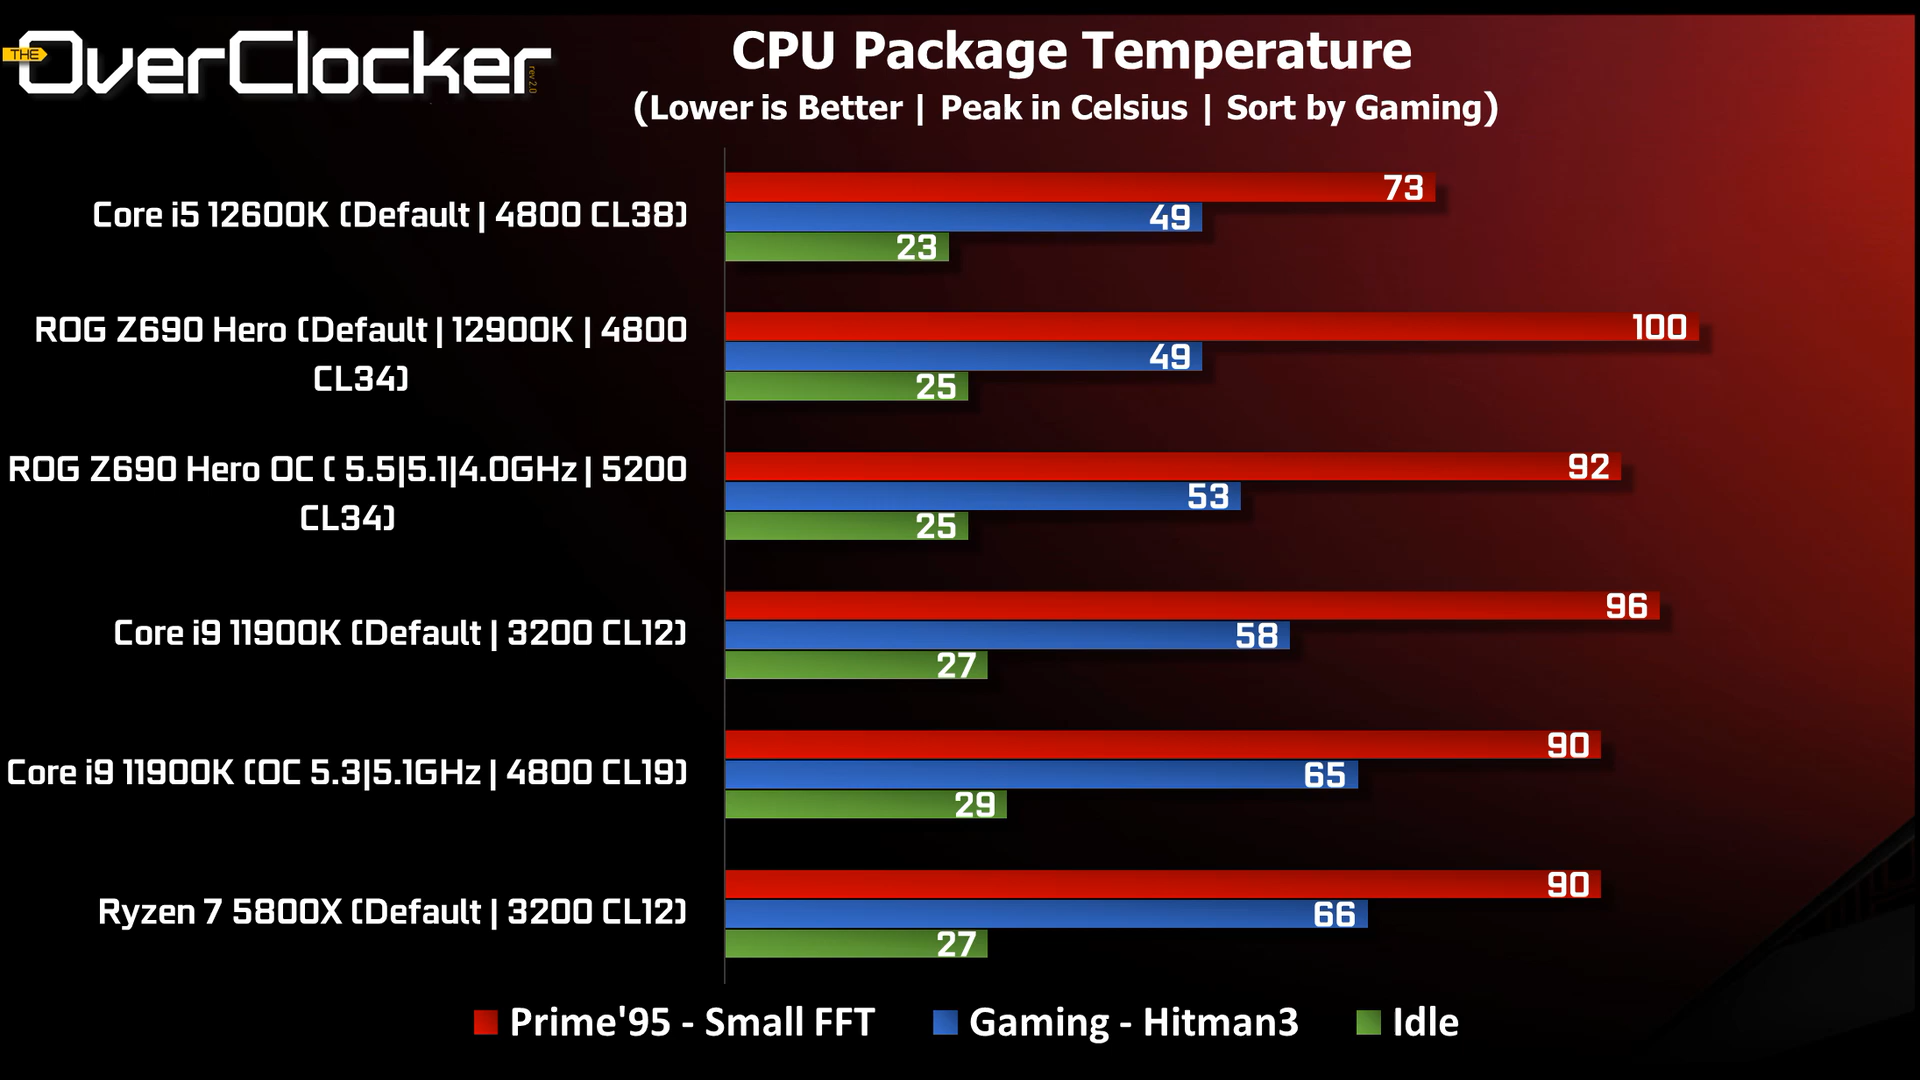 THE
OverClocker
rev 2.0
CPU Package Temperature
(Lower is Better | Peak in Celsius | Sort by Gaming)
Core i5 12600K (Default | 4800 CL38)
73
49
23
ROG Z690 Hero (Default | 12900K | 4800
CL34)
100
49
25
ROG Z690 Hero OC ( 5.5|5.1|4.0GHz | 5200
CL34)
92
53
25
Core i9 11900K (Default | 3200 CL12)
96
58
27
Core i9 11900K (OC 5.3|5.1GHz | 4800 CL19)
90
65
29
Ryzen 7 5800X (Default | 3200 CL12)
90
66
27
Prime'95 - Small FFT
Gaming - Hitman3
Idle